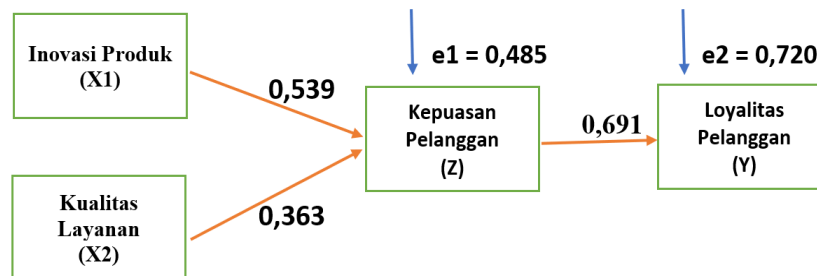 Inovasi Produk
(X1)
0,539
e1 = 0,485
Kepuasan
Pelanggan
(Z)
0,691
e2 = 0,720
Loyalitas
Pelanggan
(Y)
Kualitas
Layanan
(X2)
0,363